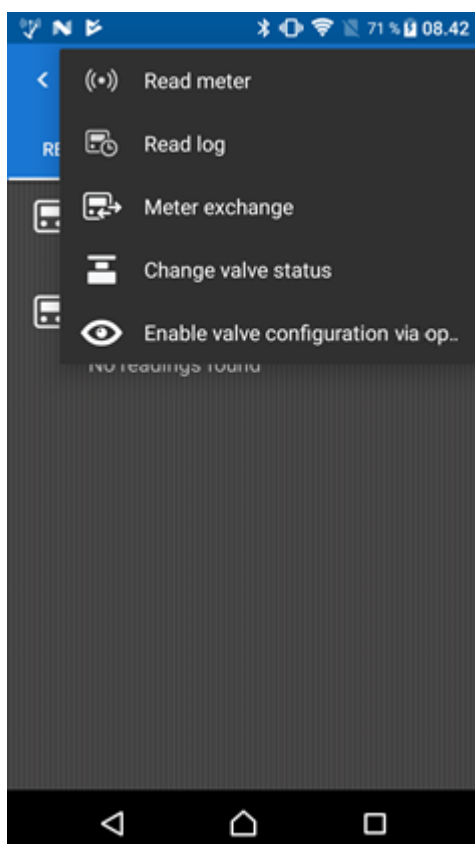 71 % 08.42
Read meter
RE
Read log
Meter exchange
Change valve status
Enable valve configuration via op..
No readings found